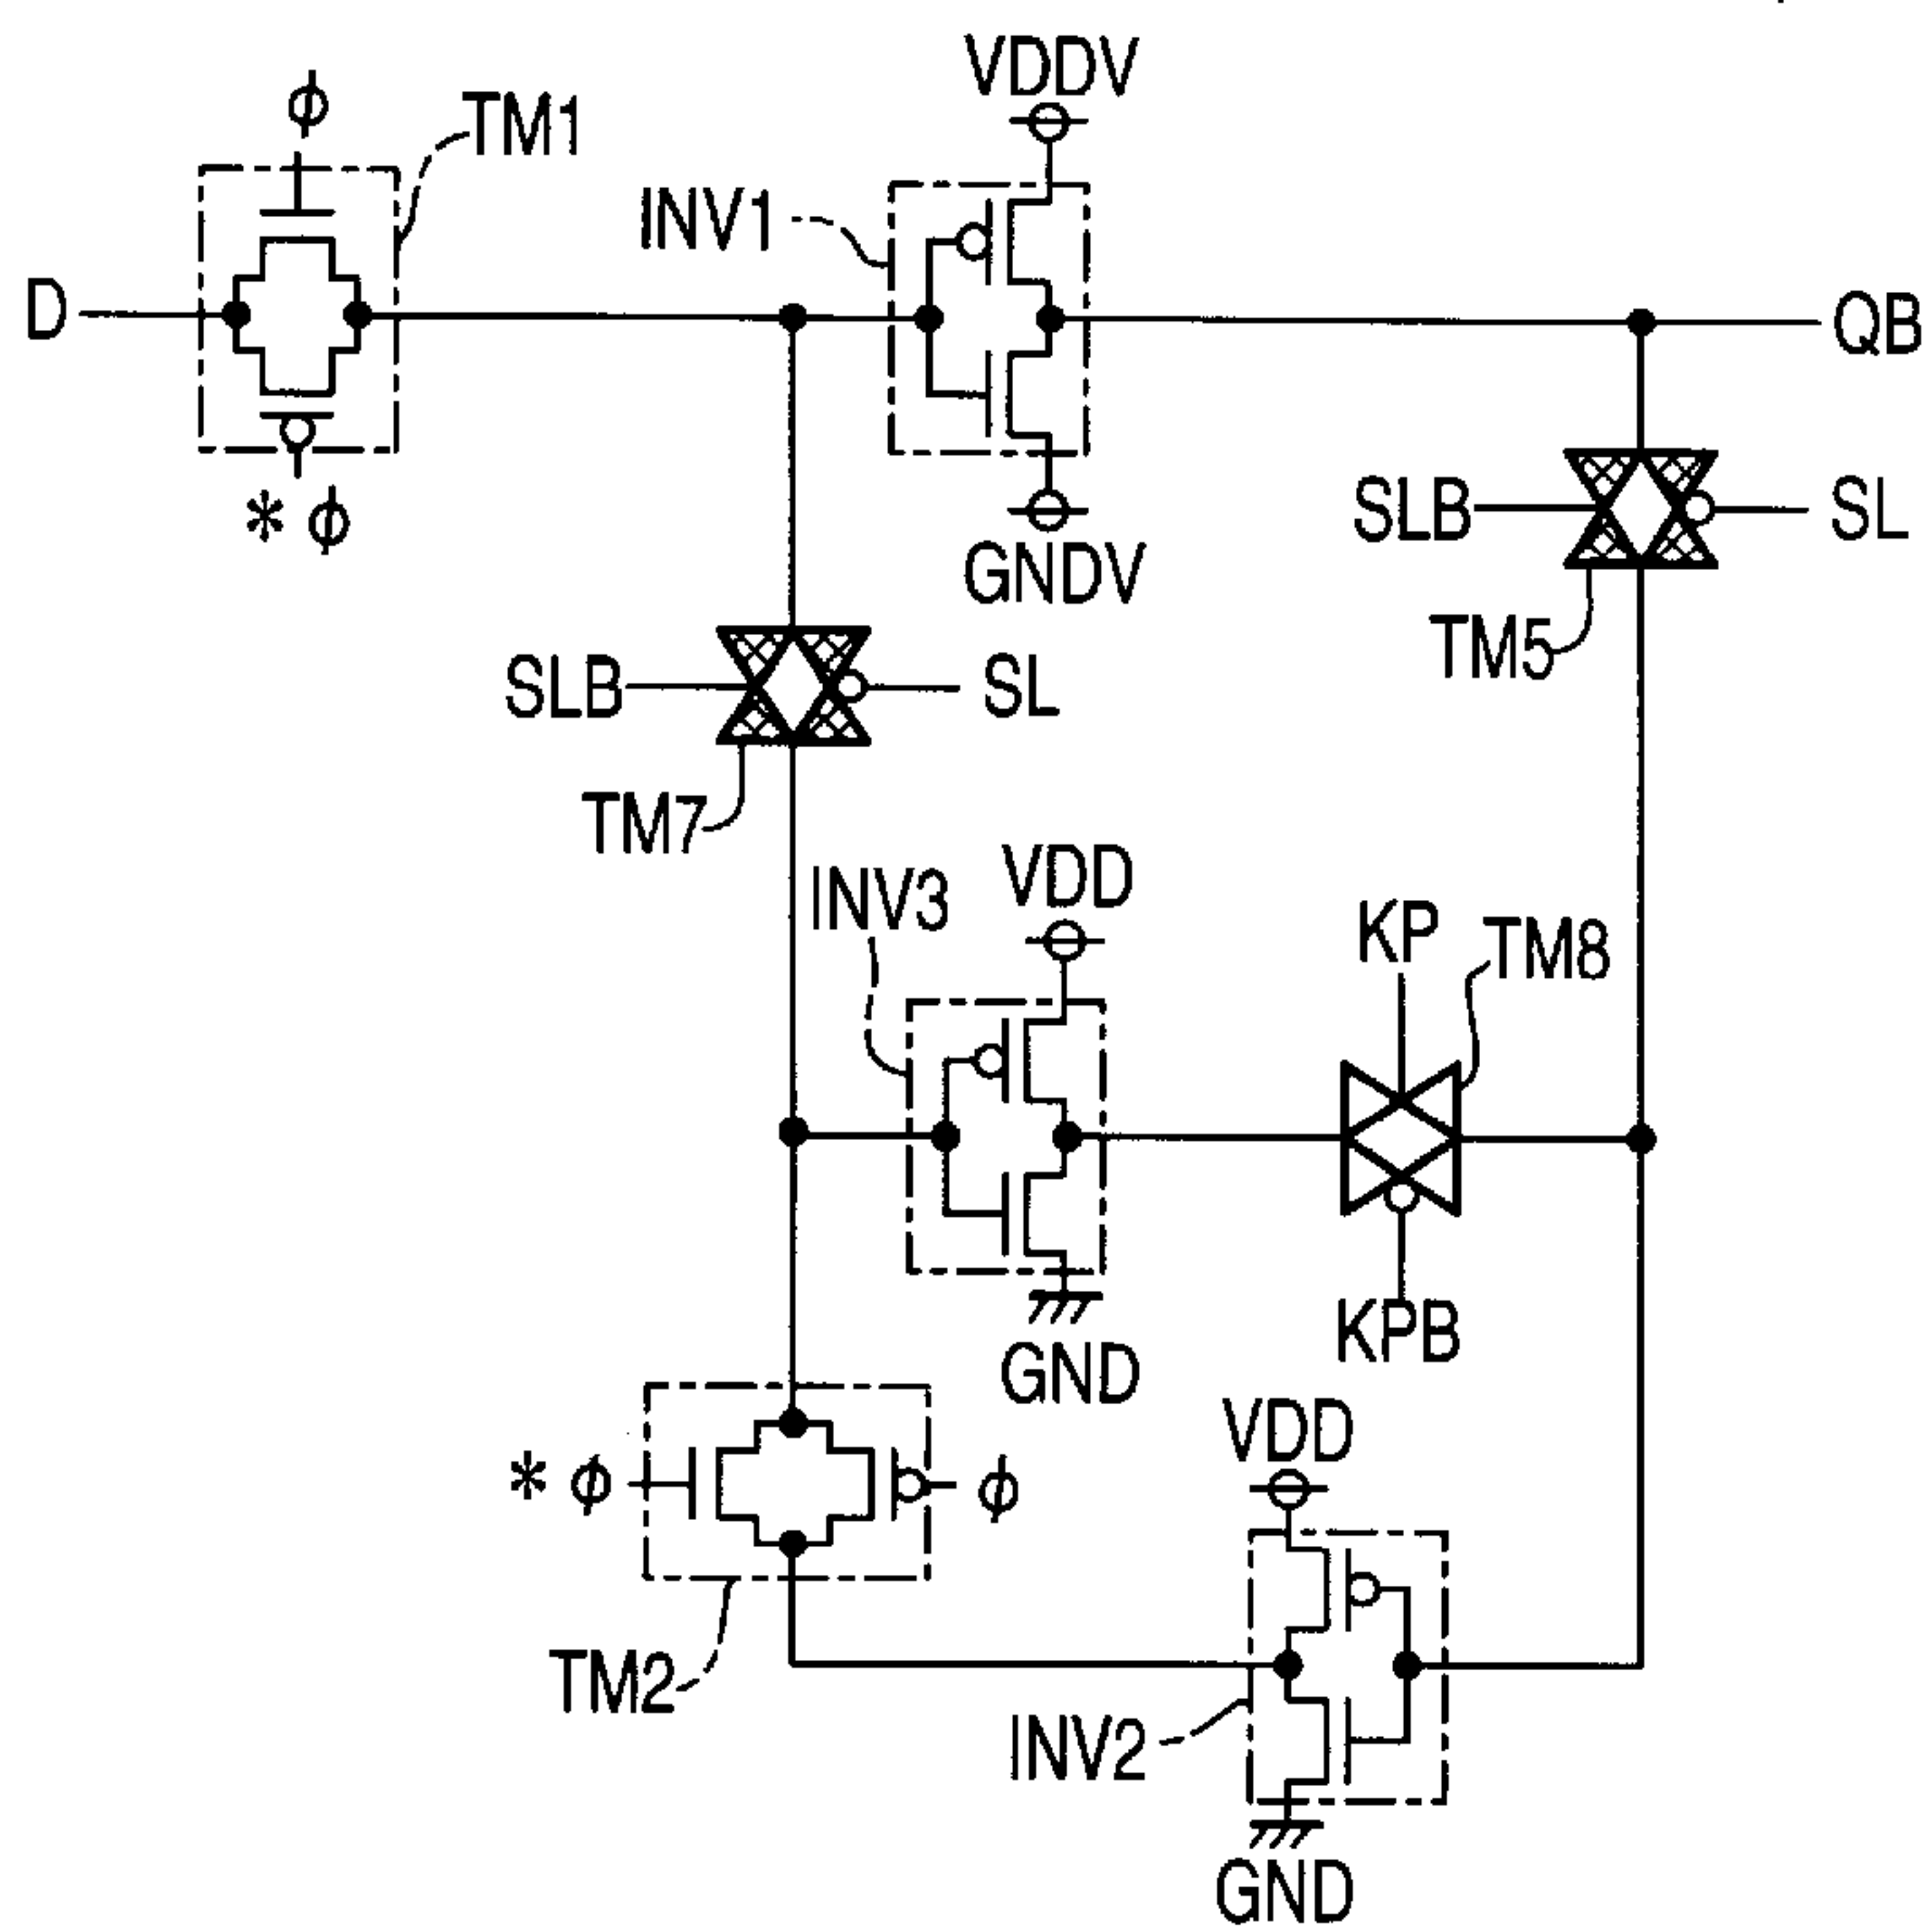 VDDV
ϕ
TM1
INV1
D
QB
* ϕ
SLB
SL
GNDV
TM5
SLB
SL
TM7
INV3
VDD
KP
TM8
KPB
GND
VDD
* ϕ
ϕ
TM2
INV2
GND